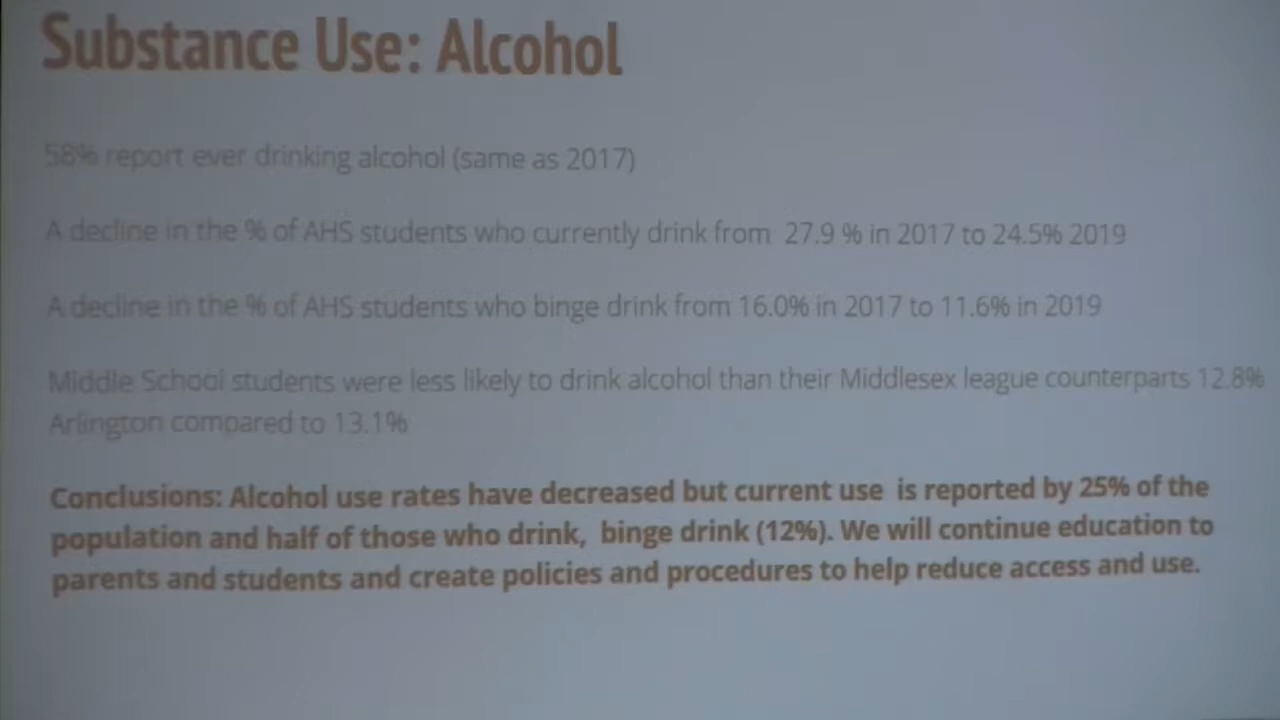 Substance Use: Alcohol
58% report ever drinking alcohol (same as 2017)
A decline in the % of AHS students who currently drink from 27.9 % in 2017 to 24.5% 2019
A decline in the % of AHS students who binge drink from 16.0% in 2017 to 11.6% in 2019
Middle School students were less likely to drink alcohol than their Middlesex league counterparts 12.8%
Arlington compared to 13.1%
Conclusions: Alcohol use rates have decreased but current use is reported by 25% of the
population and half of those who drink, binge drink (12%). We will continue education to
parents and students and create policies and procedures to help reduce access and use.